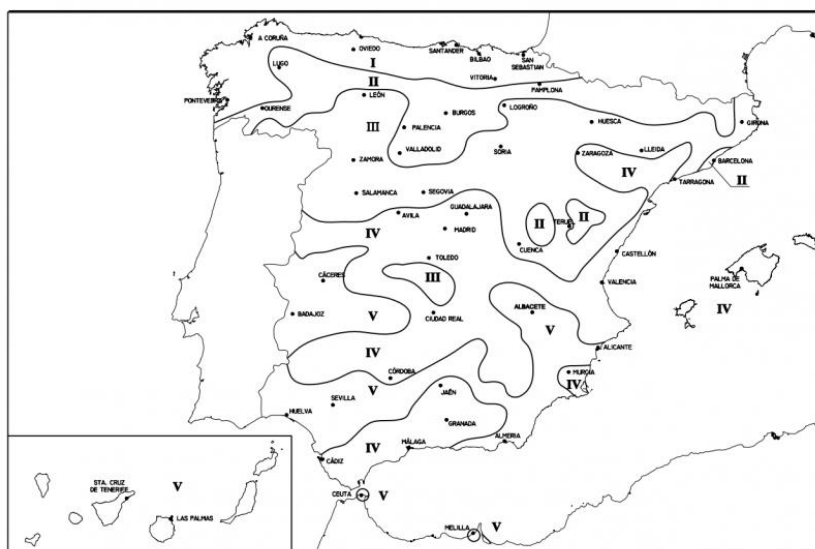 A CORUÑA
OVIEDO
SANTANDER
BILBAO
SAN
SEBASTIAN
LUGO
I
VITORIA
II
PAMPLONA
PONTEVEDRA
LEÓN
OURENSE
BURGOS
LOGROÑO
HUESCA
GIRONA
III
PALENCIA
VALLADOLID
SORIA
ZARAGOZA
LLEIDA
BARCELONA
ZAMORA
IV
TARRAGONA
II
SALAMANCA
SEGOVIA
AVILA
GUADALAJARA
II
TERUEL
II
IV
MADRID
CUENCA
CASTELLÓN
TOLEDO
CÁCERES
III
VALENCIA
PALMA DE
MALLORCA
IV
BADAJOZ
V
CIUDAD REAL
ALBACETE
V
IV
ALICANTE
CÓRDOBA
MURCIA
IV
V
JAÉN
SEVILLA
HUELVA
GRANADA
IV
MÁLAGA
ALMERIA
CÁDIZ
STA. CRUZ
DE TENERIFE
V
CEUTA
V
LAS PALMAS
MELILLA
V